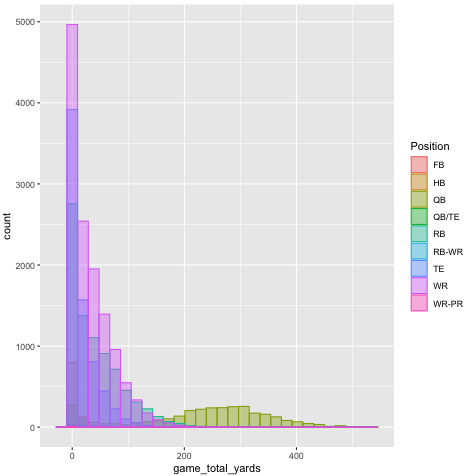 5000
4000
3000
2000
1000
0
count
0
200
400
game_total_yards
Position
FB
HB
QB
QB/TE
RB
RB-WR
TE
WR
WR-PR